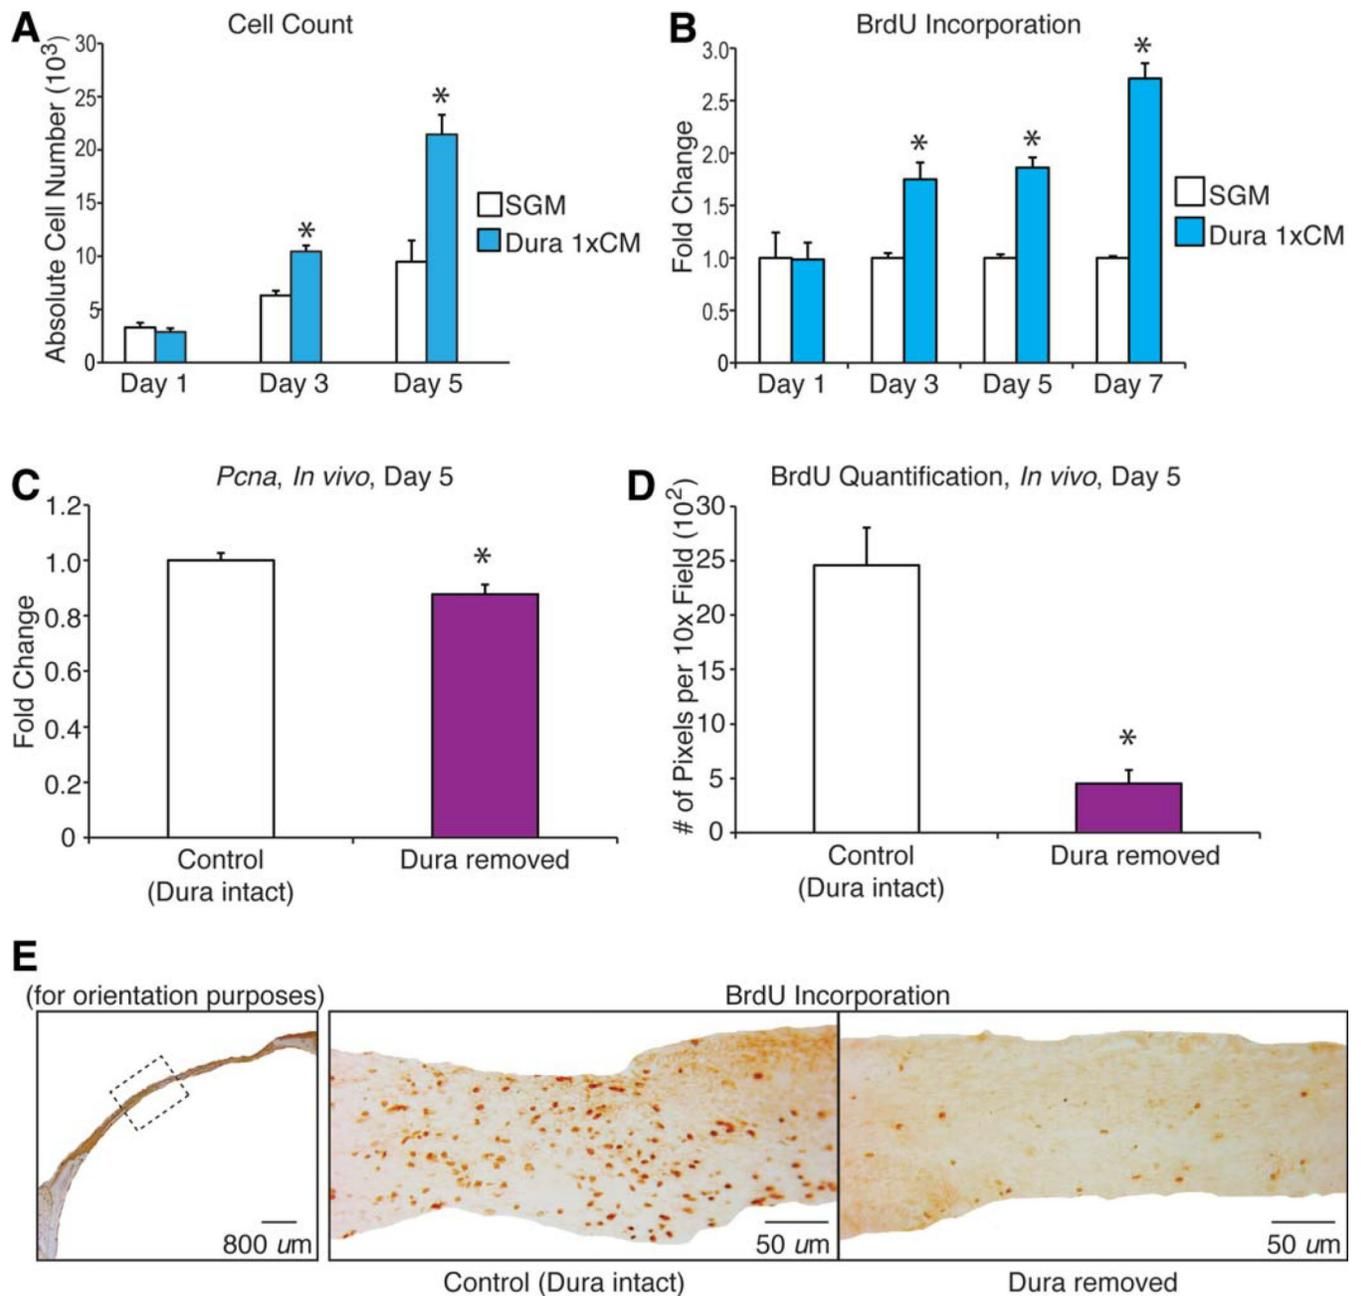 A
Cell Count
Absolute Cell Number (10³)
30
25
20
15
10
5
0
*
*
Day 1
Day 3
Day 5
SGM
Dura 1xCM
B
BrdU Incorporation
Fold Change
3.0
2.5
2.0
1.5
1.0
0.5
0
*
*
*
Day 1
Day 3
Day 5
Day 7
SGM
Dura 1xCM
C
Pcna, In vivo, Day 5
Fold Change
1.2
1.0
0.8
0.6
0.4
0.2
0
*
Control
(Dura intact)
Dura removed
D
BrdU Quantification, In vivo, Day 5
# of Pixels per 10x Field (10²)
30
25
20
15
10
5
0
*
Control
(Dura intact)
Dura removed
E
(for orientation purposes)
BrdU Incorporation
800 um
50 um
50 um
Control (Dura intact)
Dura removed